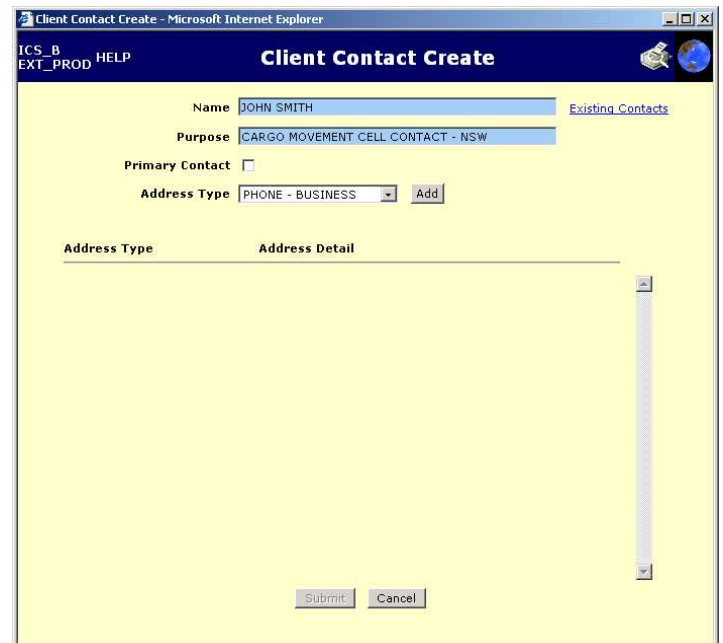 Client Contact Create - Microsoft Internet Explorer
ICS_B
EXT_PROD HELP
Client Contact Create
Name JOHN SMITH Existing Contacts
Purpose CARGO MOVEMENT CELL CONTACT - NSW
Primary Contact
Address Type PHONE - BUSINESS Add
Address Type Address Detail
Submit Cancel